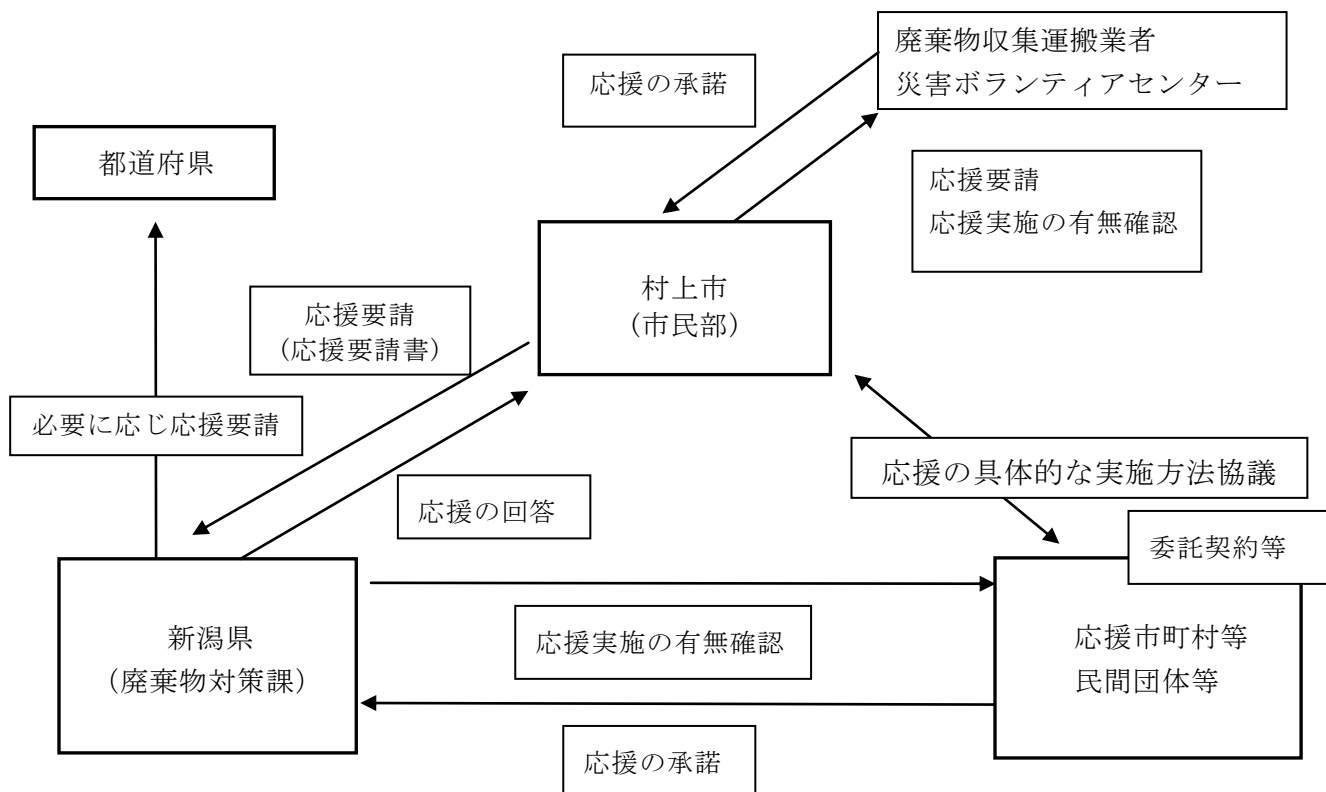 廃棄物収集運搬業者
災害ボランティアセンター
応援の承諾
都道府県
応援要請
応援実施の有無確認
村上市
(市民部)
応援要請
(応援要請書)
必要に応じ応援要請
応援の具体的な実施方法協議
応援の回答
委託契約等
新潟県
(廃棄物対策課)
応援実施の有無確認
応援市町村等
民間団体等
応援の承諾